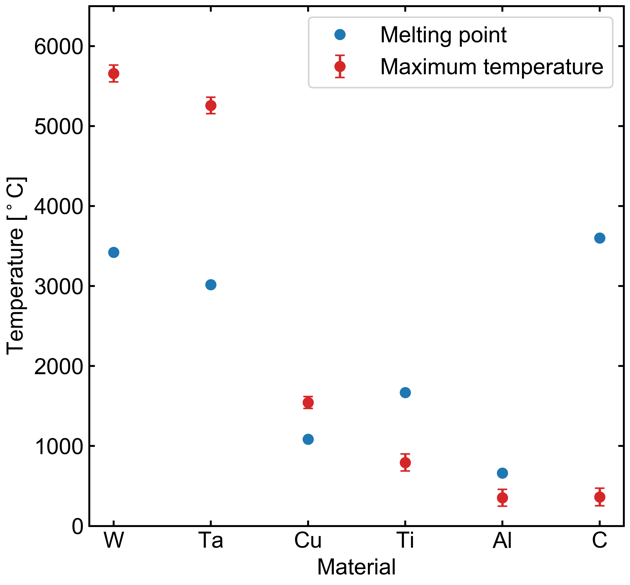 6000
5000
4000
3000
2000
1000
0
Temperature [°C]
Melting point
Maximum temperature
W Ta Cu Ti Al C
Material